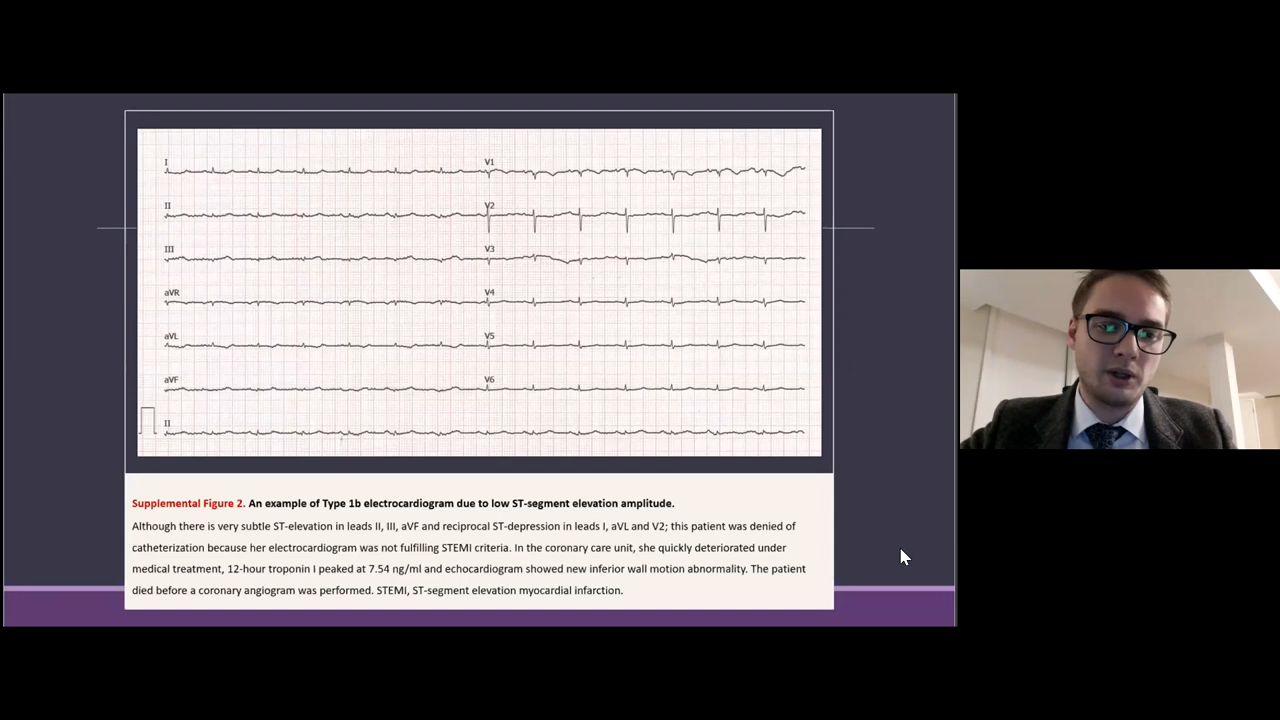 I V1
II V2
III V3
aVR V4
aVL V5
aVF V6
II
Supplemental Figure 2. An example of Type 1b electrocardiogram due to low ST-segment elevation amplitude.
Although there is very subtle ST-elevation in leads II, III, aVF and reciprocal ST-depression in leads I, aVL and V2; this patient was denied of
catheterization because her electrocardiogram was not fulfilling STEMI criteria. In the coronary care unit, she quickly deteriorated under
medical treatment, 12-hour troponin I peaked at 7.54 ng/ml and echocardiogram showed new inferior wall motion abnormality. The patient
died before a coronary angiogram was performed. STEMI, ST-segment elevation myocardial infarction.